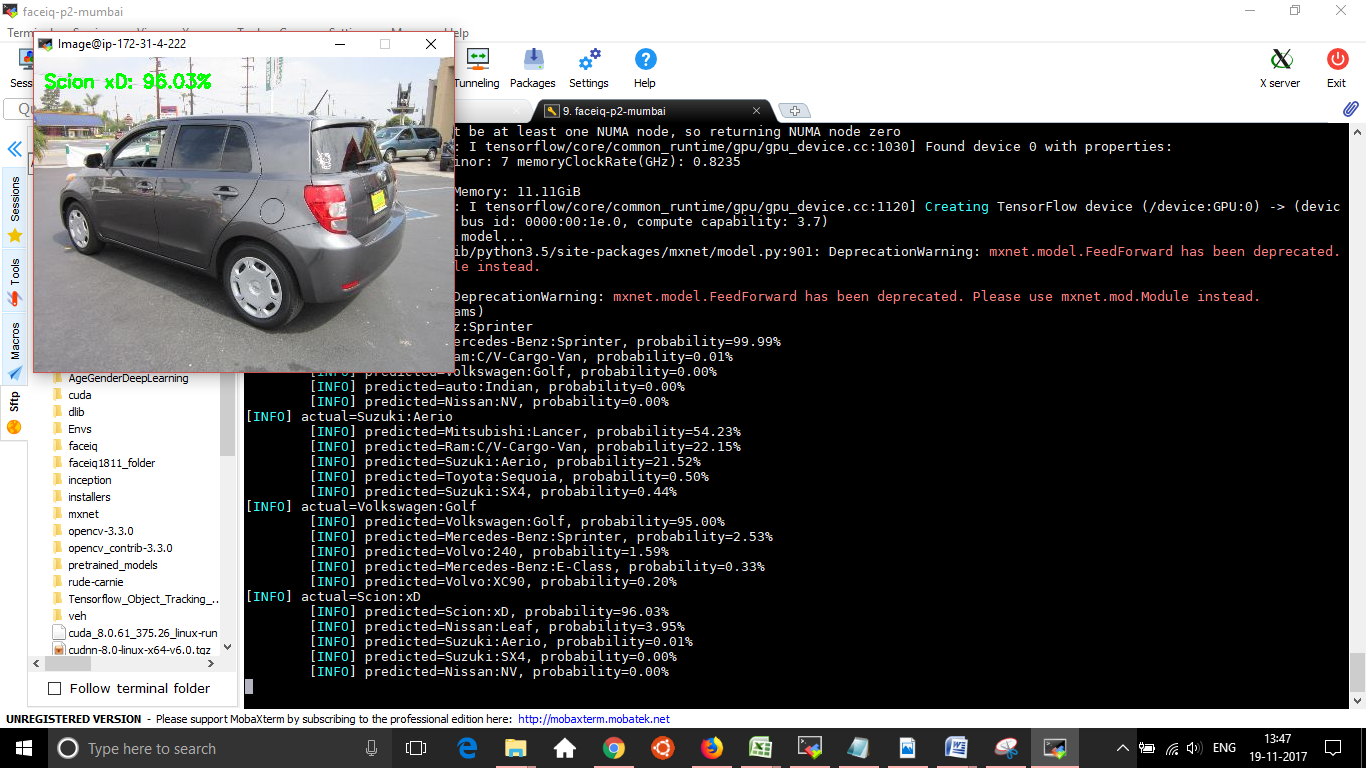 faceiq-p2-mumbai
Image@ip-172-31-4-222
Scion xD: 96.03%
Tunneling
Packages
Settings
Help
X server
Exit
9. faceiq-p2-mumbai
t be at least one NUMA node, so returning NUMA node zero
: I tensorflow/core/common_runtime/gpu/gpu_device.cc:1030] Found device 0 with properties:
inor: 7 memoryClockRate(GHz): 0.8235
Memory: 11.11GiB
: I tensorflow/core/common_runtime/gpu/gpu_device.cc:1120] Creating TensorFlow device (/device:GPU:0) -> (devic
bus id: 0000:00:1e.0, compute capability: 3.7)
model...
ib/python3.5/site-packages/mxnet/model.py:901: DeprecationWarning: mxnet.model.FeedForward has been deprecated.
le instead.
DeprecationWarning: mxnet.model.FeedForward has been deprecated. Please use mxnet.mod.Module instead.
ams)
z:Sprinter
ercedes-Benz:Sprinter, probability=99.99%
Ram:C/V-Cargo-Van, probability=0.01%
Volkswagen:Golf, probability=0.00%
[INFO] predicted=auto:Indian, probability=0.00%
[INFO] predicted=Nissan:NV, probability=0.00%
[INFO] actual=Suzuki:Aerio
[INFO] predicted=Mitsubishi:Lancer, probability=54.23%
[INFO] predicted=Ram:C/V-Cargo-Van, probability=22.15%
[INFO] predicted=Suzuki:Aerio, probability=21.52%
[INFO] predicted=Toyota:Sequoia, probability=0.50%
[INFO] predicted=Suzuki:SX4, probability=0.44%
[INFO] actual=Volkswagen:Golf
[INFO] predicted=Volkswagen:Golf, probability=95.00%
[INFO] predicted=Mercedes-Benz:Sprinter, probability=2.53%
[INFO] predicted=Volvo:240, probability=1.59%
[INFO] predicted=Mercedes-Benz:E-Class, probability=0.33%
[INFO] predicted=Volvo:XC90, probability=0.20%
[INFO] actual=Scion:xD
[INFO] predicted=Scion:xD, probability=96.03%
[INFO] predicted=Nissan:Leaf, probability=3.95%
[INFO] predicted=Suzuki:Aerio, probability=0.01%
[INFO] predicted=Suzuki:SX4, probability=0.00%
[INFO] predicted=Nissan:NV, probability=0.00%
Sessions
Tools
Macros
Sftp
AgeGenderDeepLearning
cuda
dlib
Envs
faceiq
faceiq1811_folder
inception
installers
mxnet
opencv-3.3.0
opencv_contrib-3.3.0
pretrained_models
rude-carnie
Tensorflow_Object_Tracking_...
veh
cuda_8.0.61_375.26_linux-run
cudnn-8.0-linux-x64-v6.0.tgz
Follow terminal folder
UNREGISTERED VERSION - Please support MobaXterm by subscribing to the professional edition here: http://mobaxterm.mobatek.net
Type here to search
ENG
13:47
19-11-2017